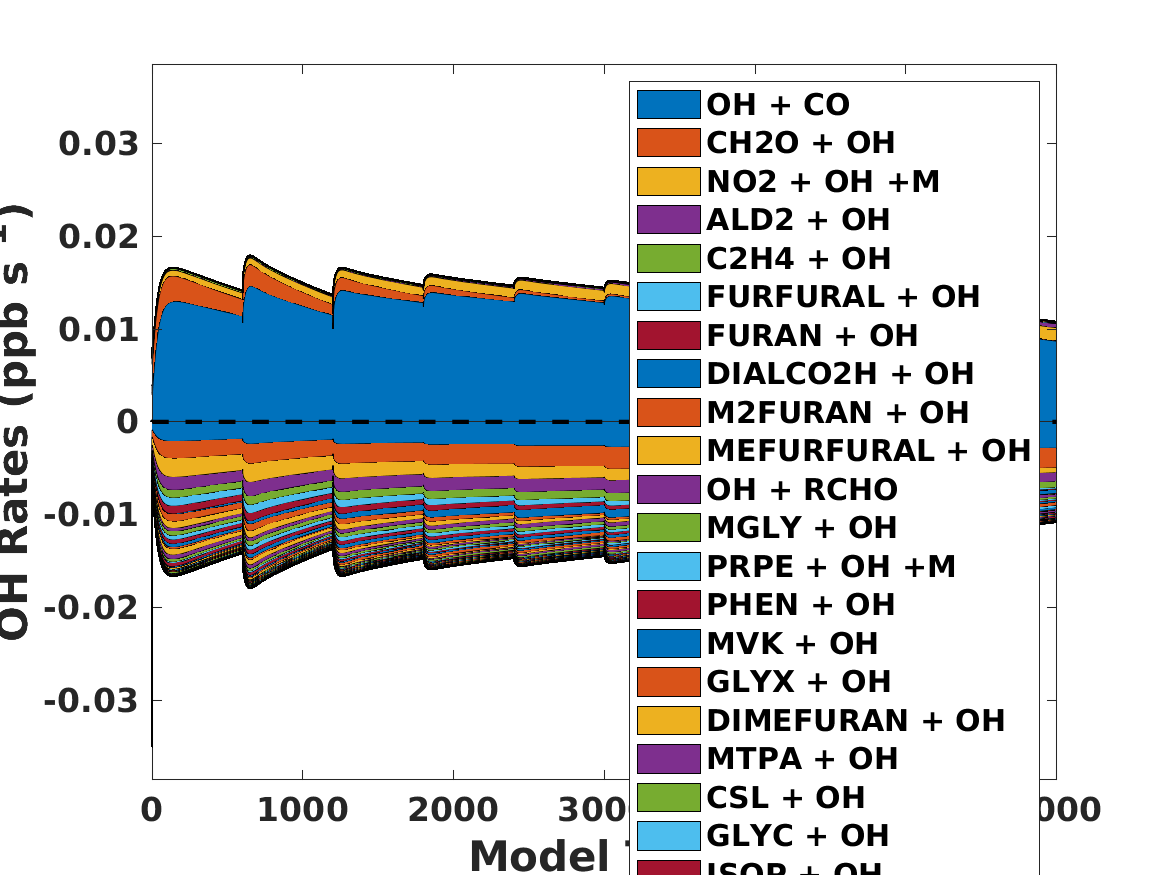 0.03
0.02
0.01
0
-0.01
-0.02
-0.03
OH Rates (ppb s
0
1000
2000
Model
OH + CO
CH2O + OH
NO2 + OH +M
ALD2 + OH
C2H4 + OH
FURFURAL + OH
FURAN + OH
DIALCO2H + OH
M2FURAN + OH
MEFURFURAL + OH
OH + RCHO
MGLY + OH
PRPE + OH +M
PHEN + OH
MVK + OH
GLYX + OH
DIMEFURAN + OH
MTPA + OH
CSL + OH
GLYC + OH
ISOP + OH